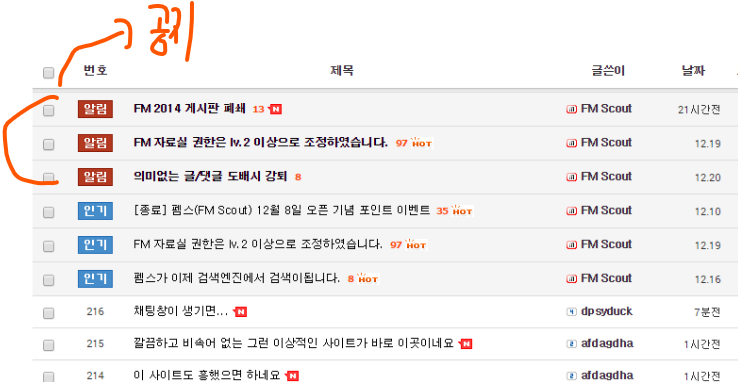 번호 제목 글쓴이 날짜
알림 FM 2014 게시판 폐쇄 13 N FM Scout 21시간전
알림 FM 자료실 권한은 lv.2 이상으로 조정하였습니다. 97 HOT FM Scout 12.19
알림 의미없는 글/댓글 도배시 강퇴 8 FM Scout 12.20
인기 [종료] 펨스(FM Scout) 12월 8일 오픈 기념 포인트 이벤트 35 HOT FM Scout 12.10
인기 FM 자료실 권한은 lv.2 이상으로 조정하였습니다. 97 HOT FM Scout 12.19
인기 펨스가 이제 검색엔진에서 검색이됩니다. 8 HOT FM Scout 12.16
216 채팅창이 생기면... N 4 dpsyduck 7분전
215 깔끔하고 비속어 없는 그런 이상적인 사이트가 바로 이곳이네요 N 2 afdagdha 1시간전
214 이 사이트도 흥했으면 하네요 N 2 afdagdha 1시간전